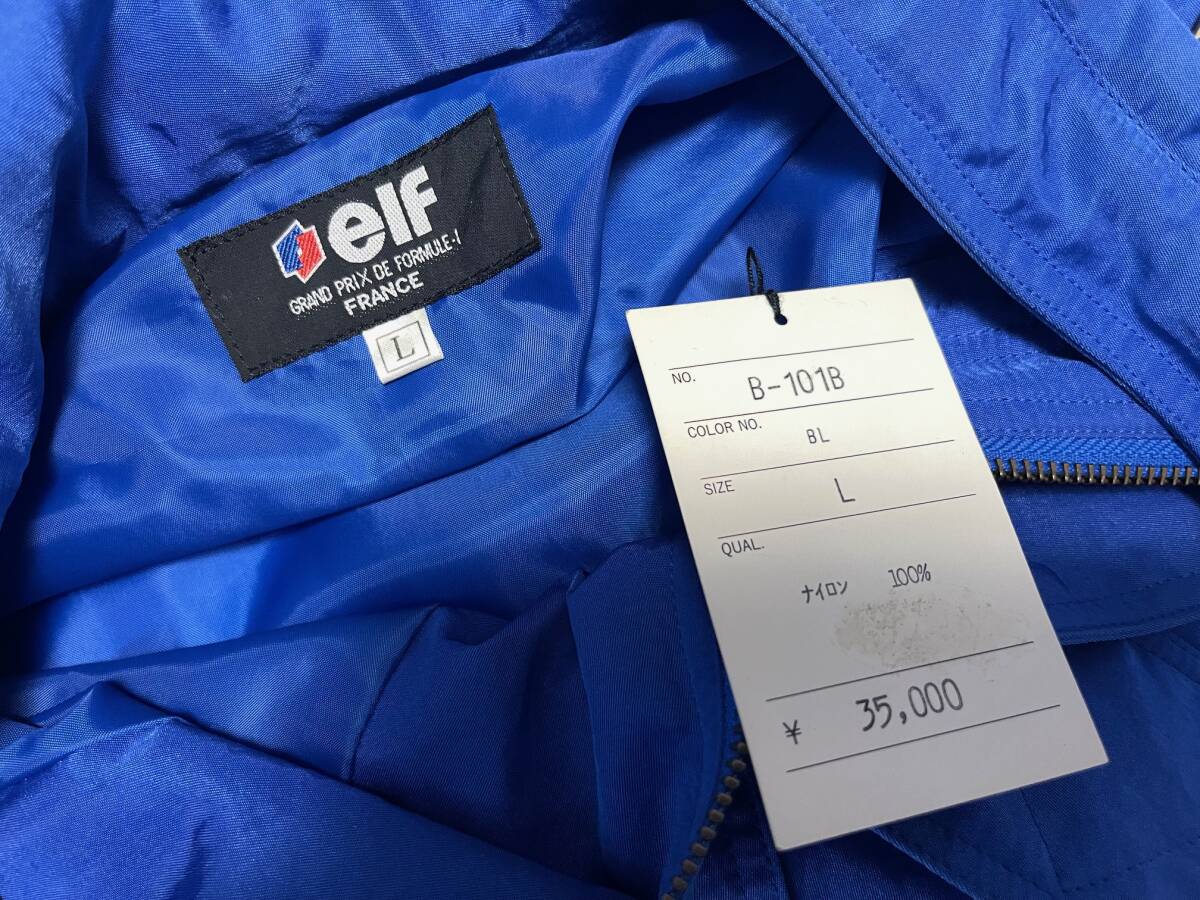 elf
GRAND PRIX DE FORMULE-1
FRANCE
L
NO. B-101B
COLOR NO. BL
SIZE L
QUAL.
ナイロン 100%
¥ 35,000